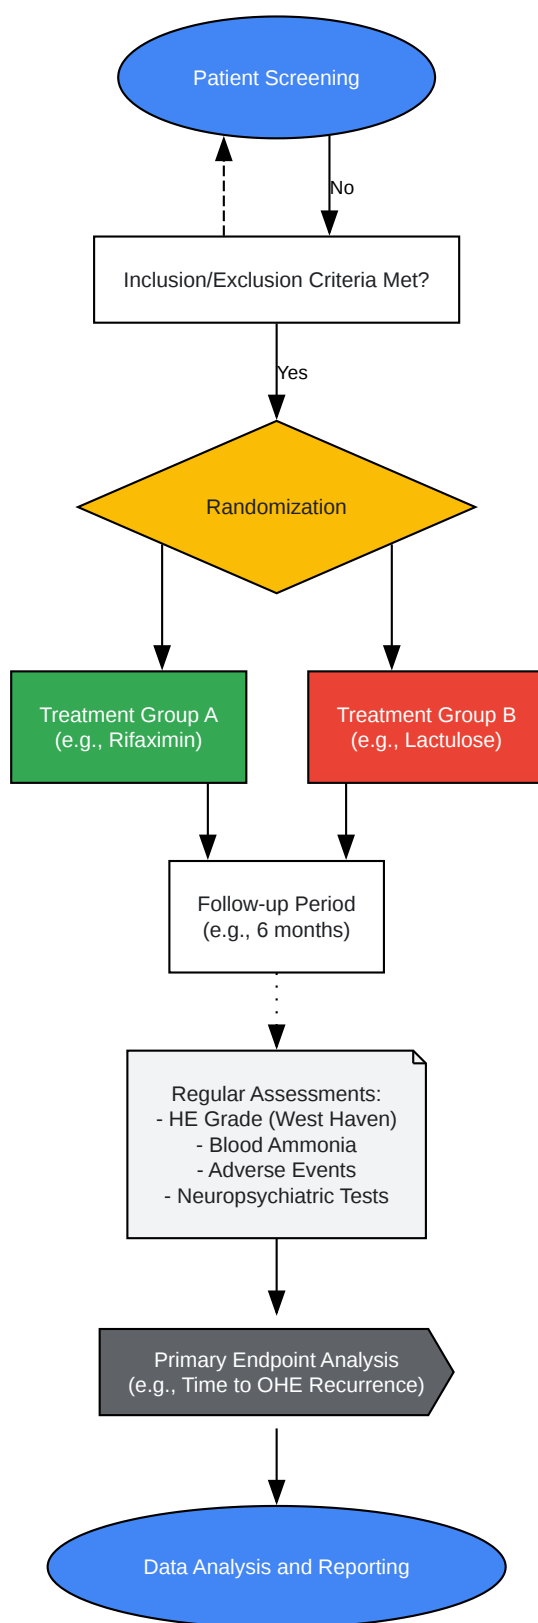 Patient Screening
No
Inclusion/Exclusion Criteria Met?
Yes
Randomization
Treatment Group A
(e.g., Rifaximin)
Treatment Group B
(e.g., Lactulose)
Follow-up Period
(e.g., 6 months)
Regular Assessments:
- HE Grade (West Haven)
- Blood Ammonia
- Adverse Events
- Neuropsychiatric Tests
Primary Endpoint Analysis
(e.g., Time to OHE Recurrence)
Data Analysis and Reporting